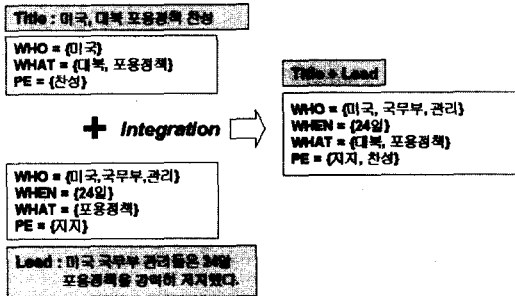 Title : 미국, 대북 포용정책 찬성
WHO = {미국}
WHAT = {대북, 포용정책}
PE = {찬성}
+ Integration
WHO = {미국,국무부,관리}
WHEN = {24일}
WHAT = {포용정책}
PE = {지지}
Lead : 미국 국무부 관리들은 24일
포용정책을 강력히 지지했다.
Title + Lead
WHO = {미국, 국무부, 관리}
WHEN = {24일}
WHAT = {대북, 포용정책}
PE = {지지, 찬성}